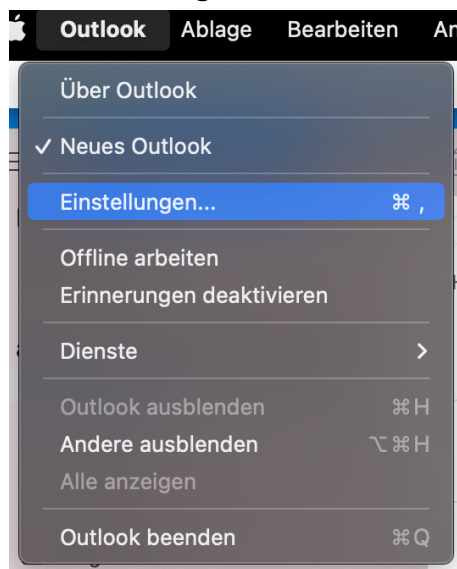 Outlook Ablage Bearbeiten An
Über Outlook
✓ Neues Outlook
Einstellungen... ⌘ ,
Offline arbeiten
Erinnerungen deaktivieren
Dienste >
Outlook ausblenden ⌘ H
Andere ausblenden ⌥ ⌘ H
Alle anzeigen
Outlook beenden ⌘ Q